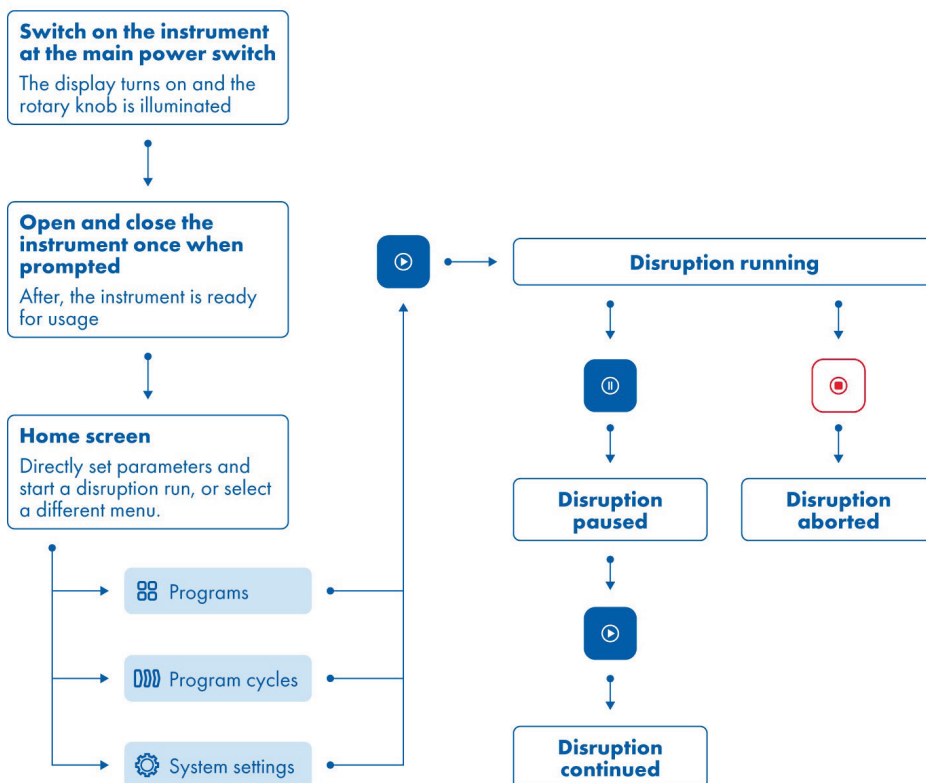 Switch on the instrument
at the main power switch
The display turns on and the
rotary knob is illuminated
Open and close the
instrument once when
prompted
After, the instrument is ready
for usage
Home screen
Directly set parameters and
start a disruption run, or select
a different menu.
Programs
Program cycles
System settings
Disruption running
Disruption
paused
Disruption
aborted
Disruption
continued